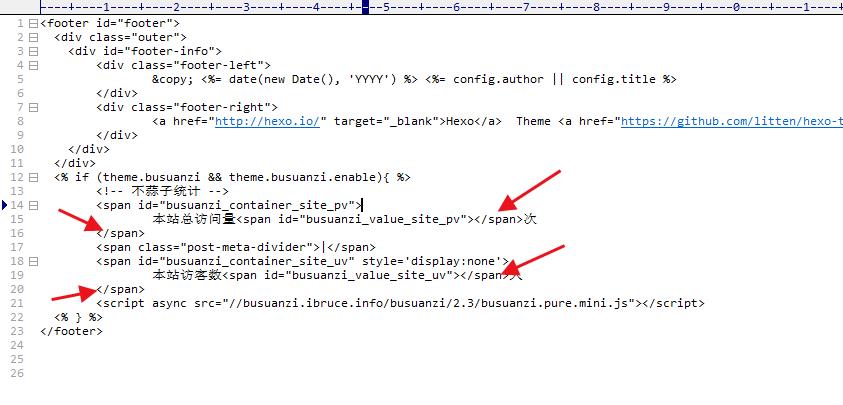 ----+----1----+----2----+----3----+----4----+----5----+----6----+----7----+----8----+----9----+----0----+----1---
1 <footer id="footer">
2 <div class="outer">
3 <div id="footer-info">
4 <div class="footer-left">
5 &copy; <%= date(new Date(), 'YYYY') %> <%= config.author || config.title %>
6 </div>
7 <div class="footer-right">
8 <a href="http://hexo.io/" target="_blank">Hexo</a>  Theme <a href="https://github.com/litten/hexo-t
9 </div>
10 </div>
11 </div>
12 <% if (theme.busuanzi && theme.busuanzi.enable){ %>
13 <!-- 不蒜子统计 -->
14 <span id="busuanzi_container_site_pv">
15 本站总访问量<span id="busuanzi_value_site_pv"></span>次
16 </span>
17 <span class="post-meta-divider">|</span>
18 <span id="busuanzi_container_site_uv" style='display:none'>
19 本站访客数<span id="busuanzi_value_site_uv"></span>人
20 </span>
21 <script async src="//busuanzi.ibruce.info/busuanzi/2.3/busuanzi.pure.mini.js"></script>
22 <% } %>
23 </footer>
24
25
26